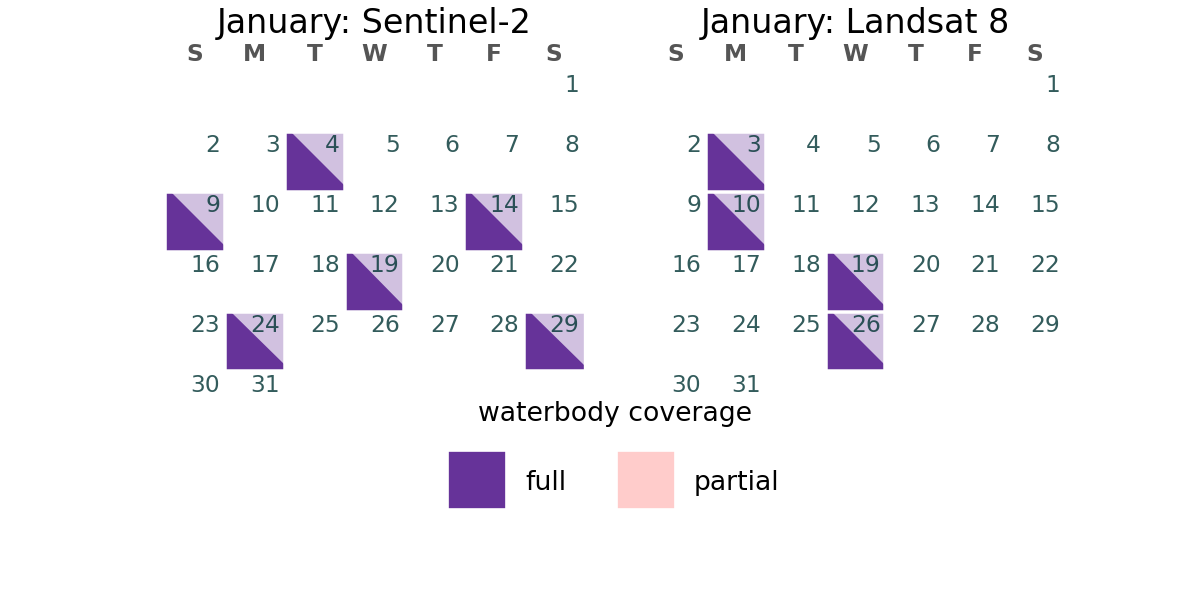 January: Sentinel-2
S M T W T F S
1
2 3 4 5 6 7 8
9 10 11 12 13 14 15
16 17 18 19 20 21 22
23 24 25 26 27 28 29
30 31
January: Landsat 8
S M T W T F S
1
2 3 4 5 6 7 8
9 10 11 12 13 14 15
16 17 18 19 20 21 22
23 24 25 26 27 28 29
30 31
waterbody coverage
full partial